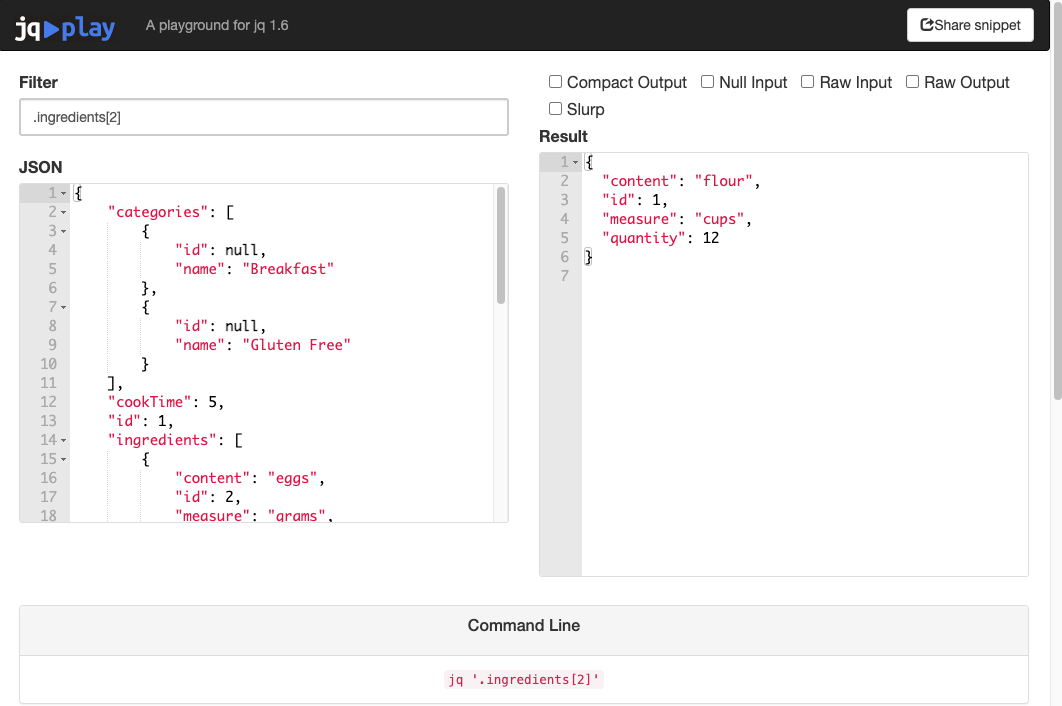 jq play A playground for jq 1.6 Share snippet
Filter
.ingredients[2]
JSON
1 {
2 "categories": [
3 {
4 "id": null,
5 "name": "Breakfast"
6 },
7 {
8 "id": null,
9 "name": "Gluten Free"
10 }
11 ],
12 "cookTime": 5,
13 "id": 1,
14 "ingredients": [
15 {
16 "content": "eggs",
17 "id": 2,
18 "measure": "grams",
Compact Output Null Input Raw Input Raw Output
Slurp
Result
1 {
2 "content": "flour",
3 "id": 1,
4 "measure": "cups",
5 "quantity": 12
6 }
7
Command Line
jq '.ingredients[2]'